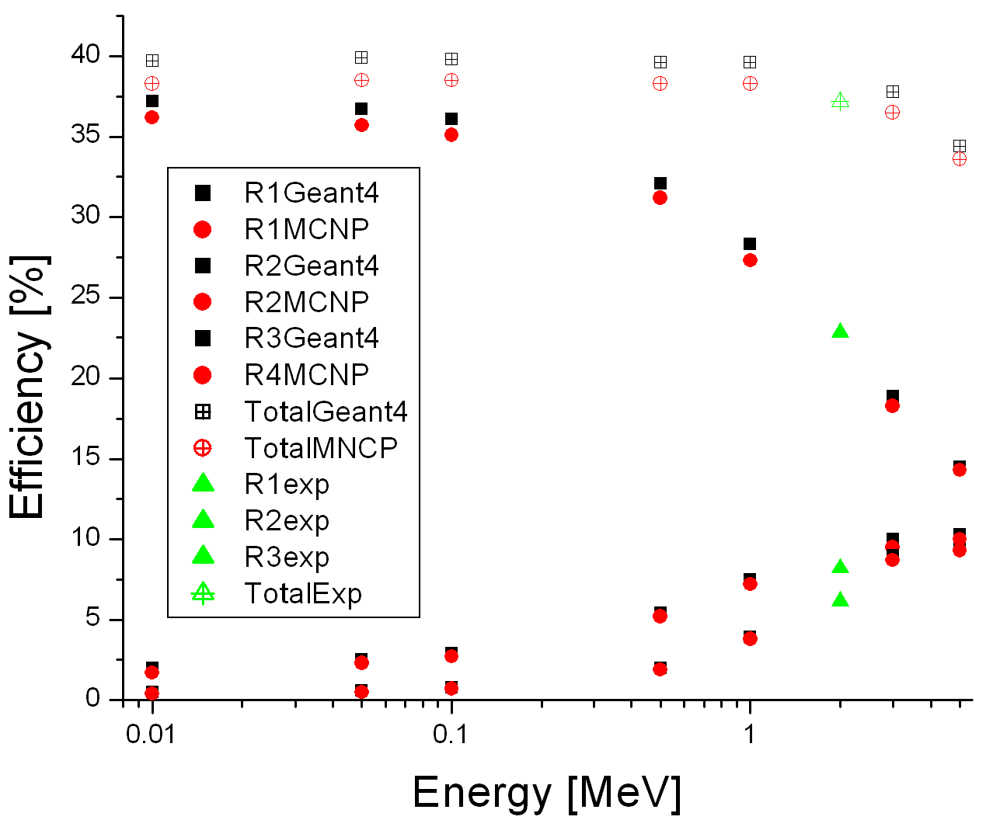 40
35
30
25
20
15
10
5
0
Efficiency [%]
R1Geant4
R1MCNP
R2Geant4
R2MCNP
R3Geant4
R4MCNP
TotalGeant4
TotalMNCP
R1exp
R2exp
R3exp
TotalExp
0.01
0.1
1
Energy [MeV]